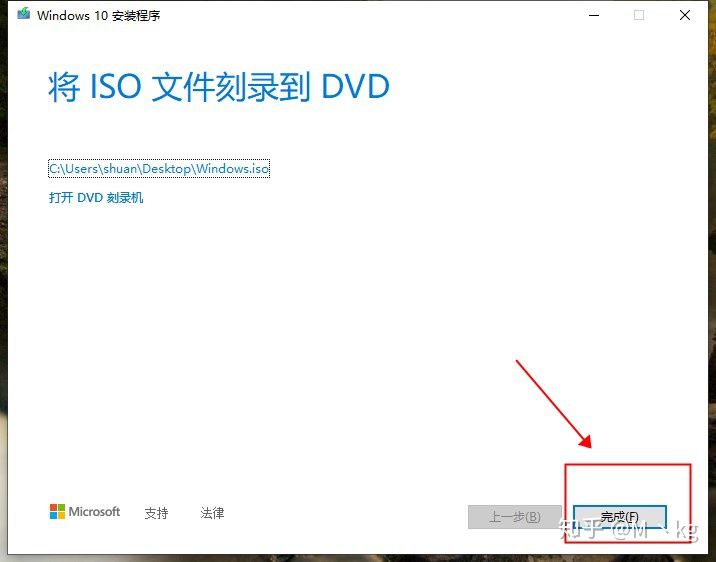 Windows 10 安装程序
将 ISO 文件刻录到 DVD
C:\Users\shuan\Desktop\Windows.iso
打开 DVD 刻录机
Microsoft 支持 法律
上一步(B) 完成(F)
知乎 @M丶kg